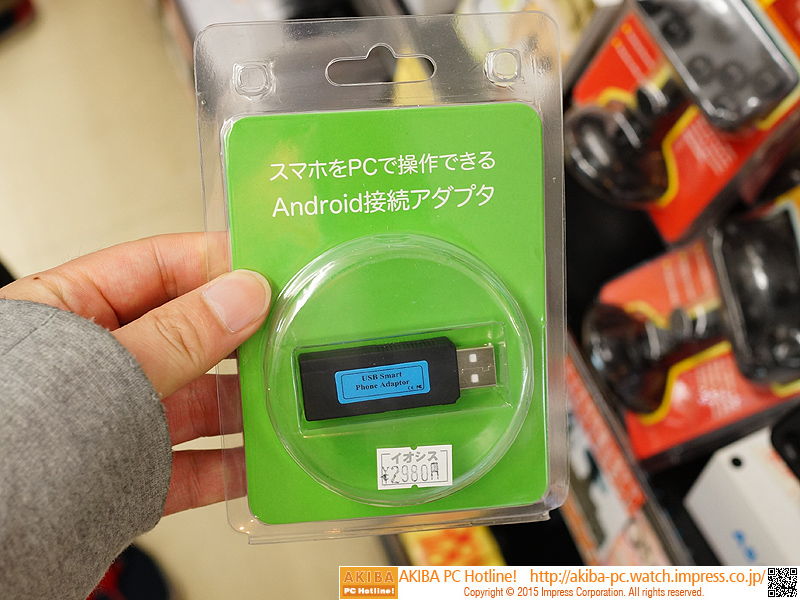 スマホをPCで操作できる
Android接続アダプタ
USB Smart
Phone Adaptor
イオシス
¥2980円
AKIBA
PC Hotline!
AKIBA PC Hotline! http://akiba-pc.watch.impress.co.jp/
Copyright © 2015 Impress Corporation. All rights reserved.